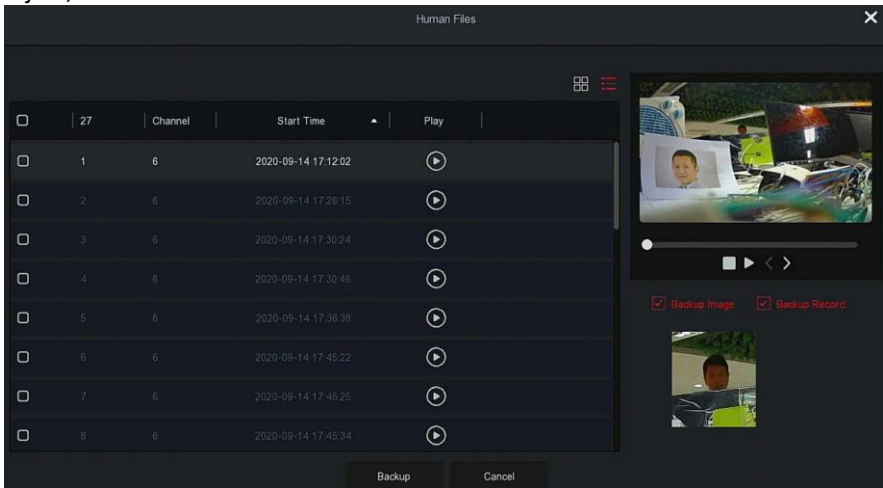 Human Files
27 Channel Start Time Play
1 6 2020-09-14 17:12:02
2 6 2020-09-14 17:26:15
3 6 2020-09-14 17:30:24
4 6 2020-09-14 17:30:46
5 6 2020-09-14 17:36:38
6 6 2020-09-14 17:45:22
7 6 2020-09-14 17:45:25
8 6 2020-09-14 17:45:34
Backup Image Backup Record
Backup Cancel